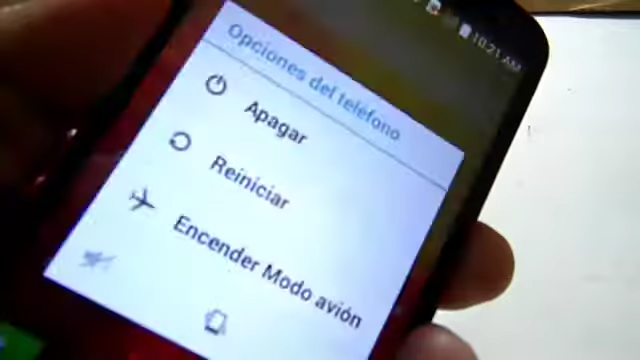 10:21 AM
Opciones del teléfono
Apagar
Reiniciar
Encender Modo avión